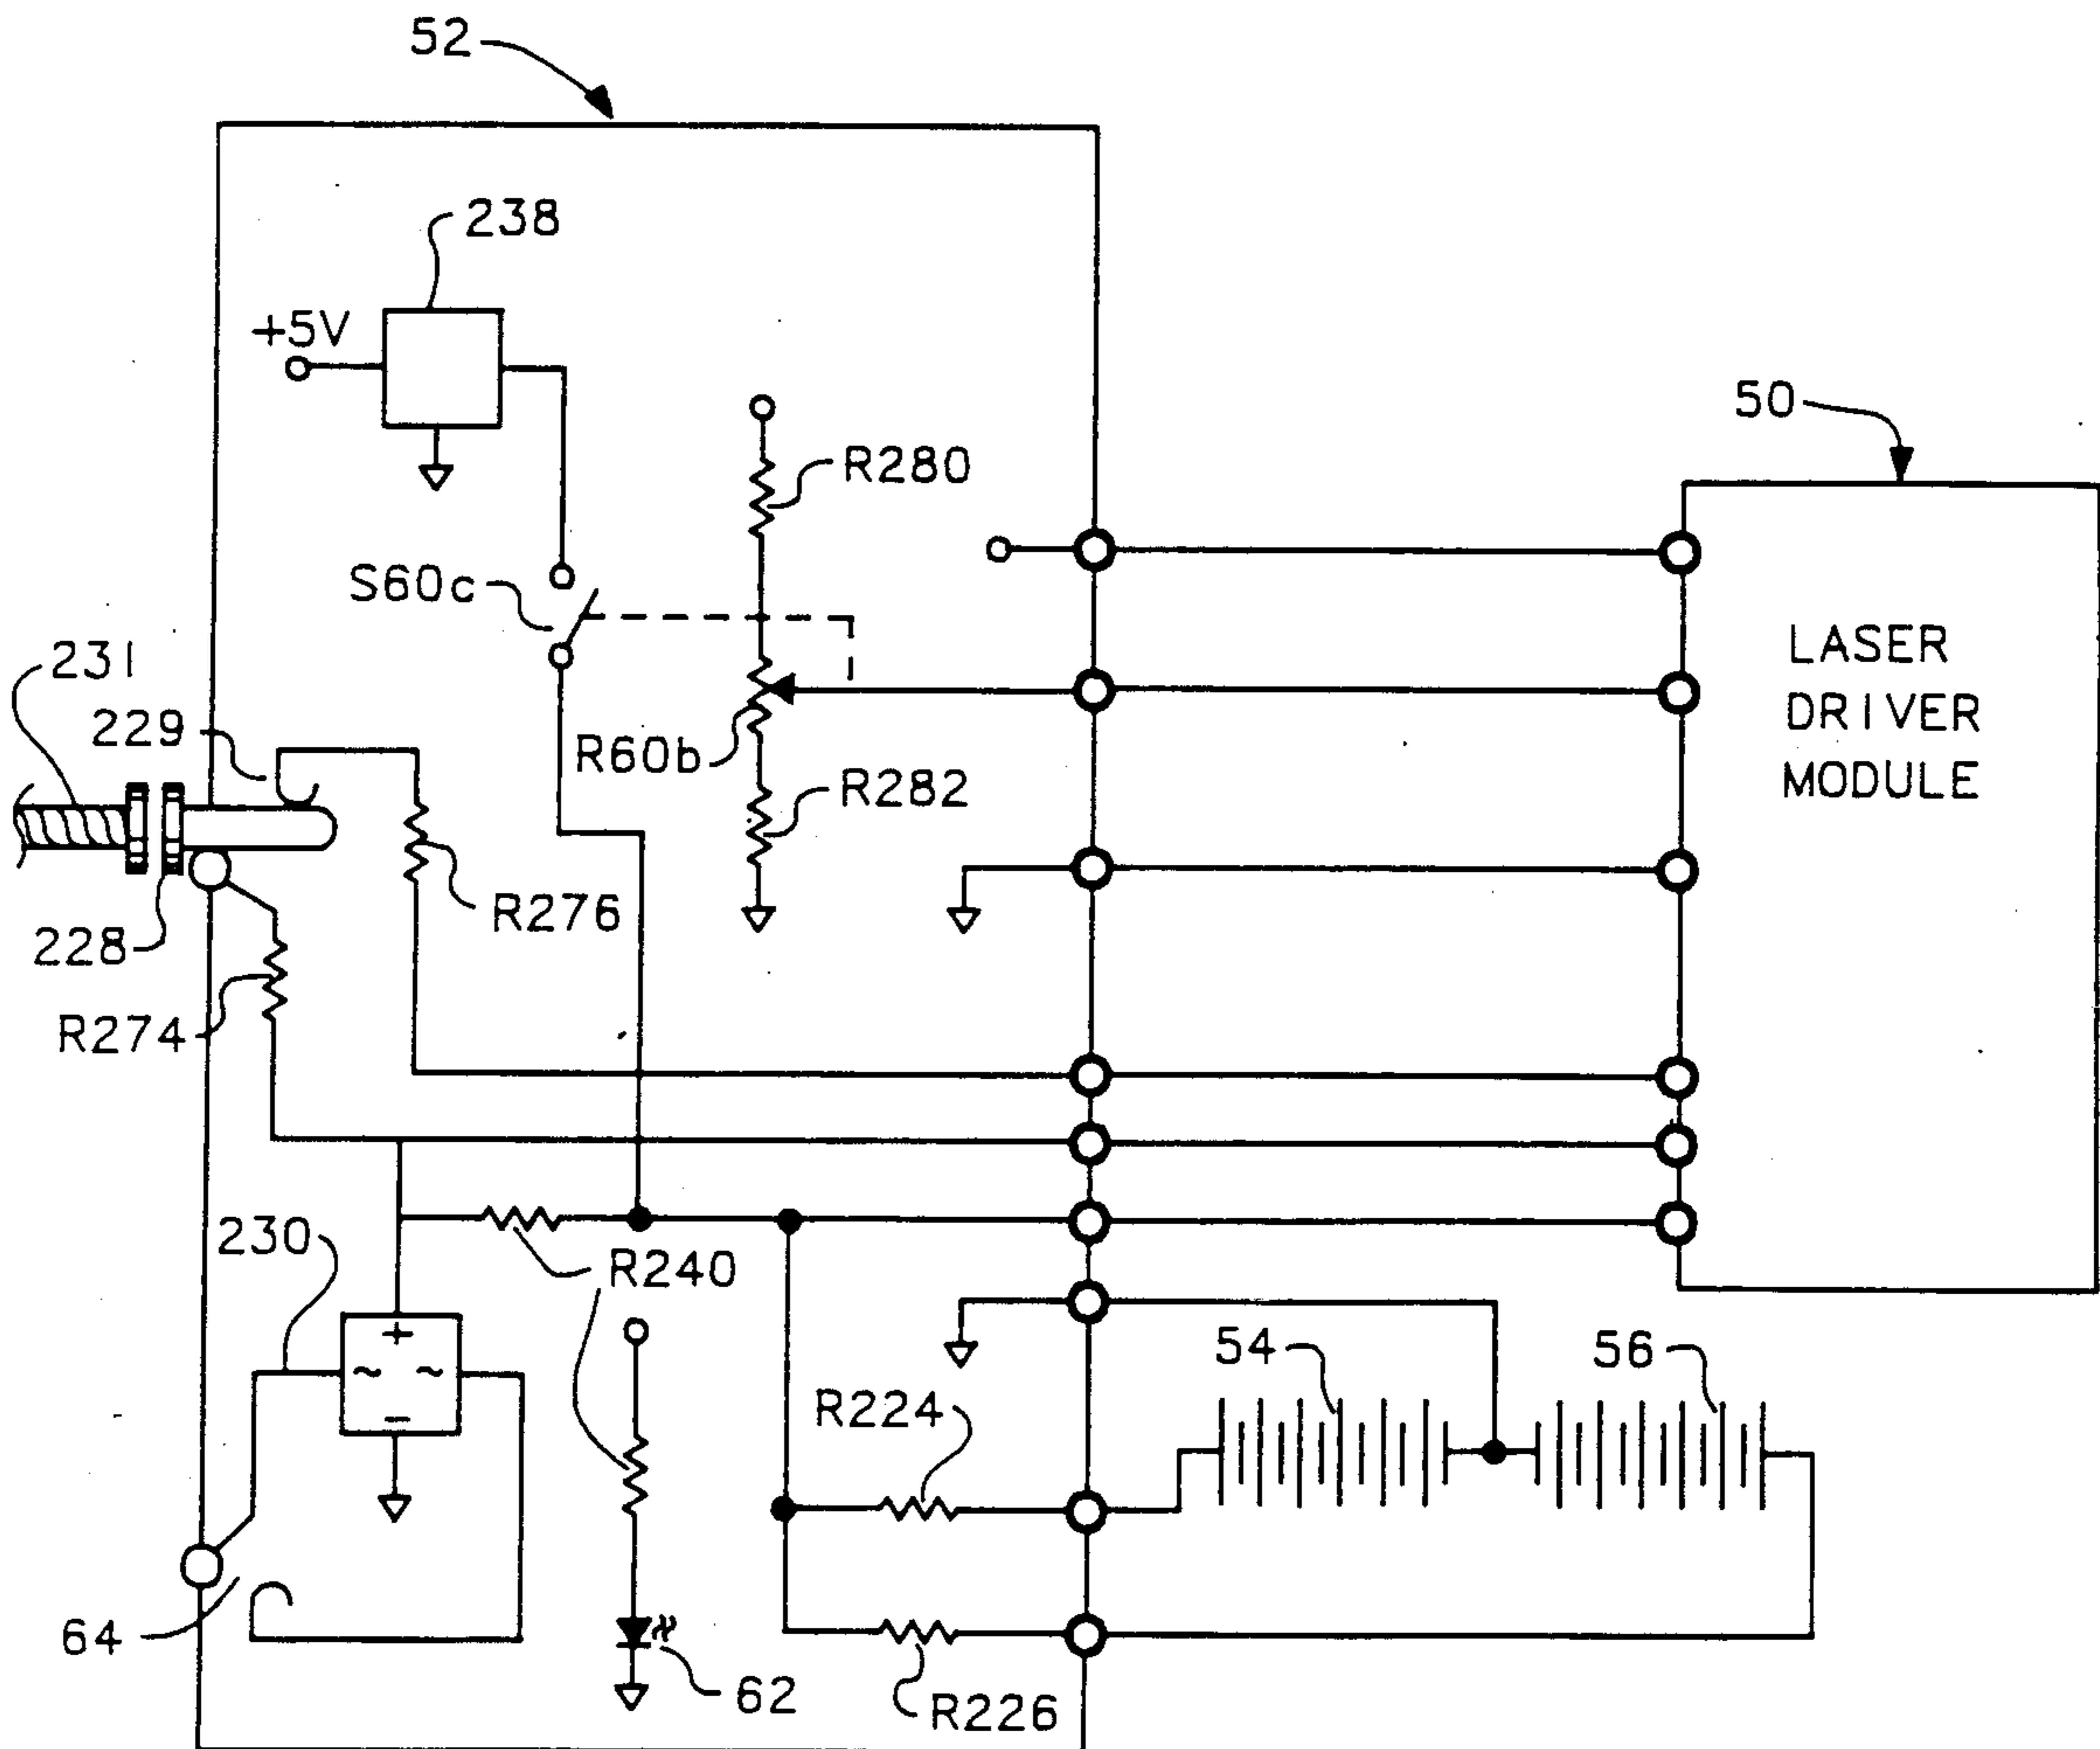 52
238
+5V
R280
50
S60c
LASER
DRIVER
MODULE
231
229
R60b
R282
R276
228
R274
230
R240
+
~ ~
−
54
56
R224
64
62
R226